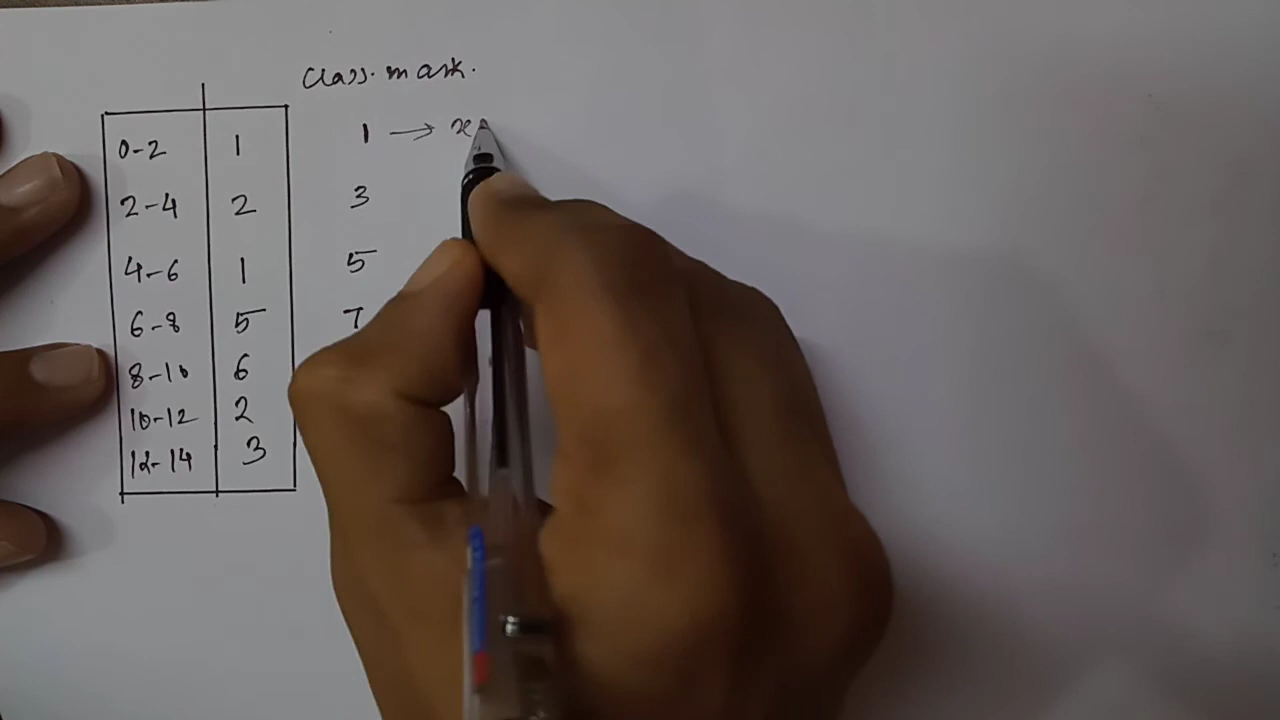 class mark.
0-2 1 1 → x
2-4 2 3
4-6 1 5
6-8 5 7
8-10 6
10-12 2
12-14 3